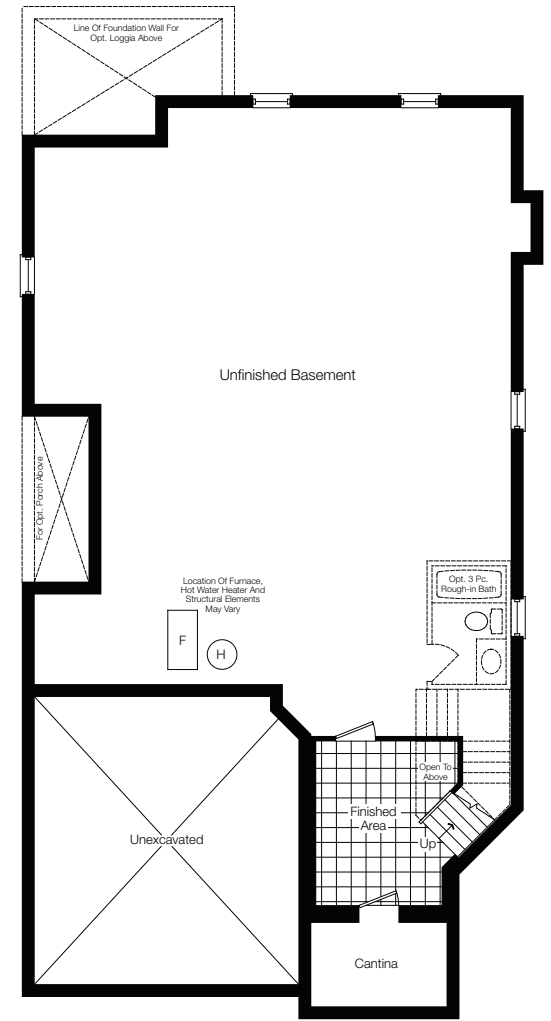 Line Of Foundation Wall For
Opt. Loggia Above
Unfinished Basement
For Opt. Porch Above
Location Of Furnace,
Hot Water Heater And
Structural Elements
May Vary
F
H
Opt. 3 Pc.
Rough-in Bath
Open To
Above
Finished
Area
Up
Unexcavated
Cantina